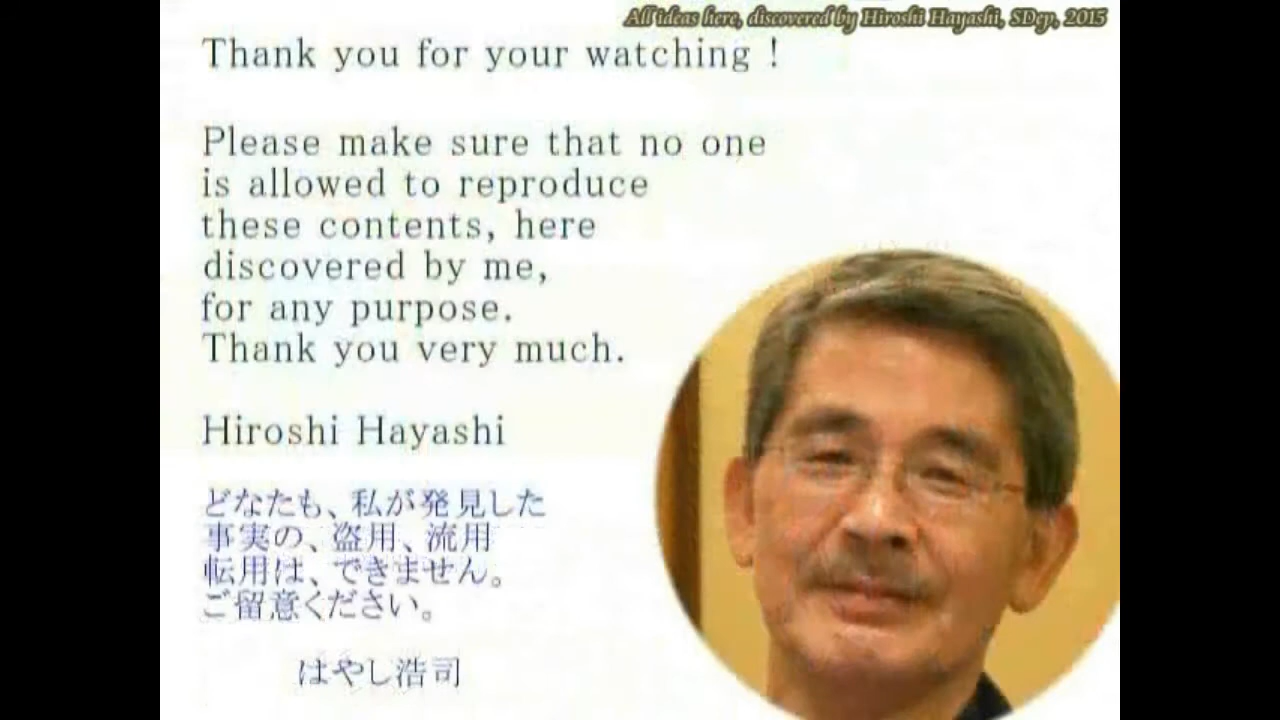 All ideas here, discovered by Hiroshi Hayashi, SDep, 2015
Thank you for your watching !
Please make sure that no one
is allowed to reproduce
these contents, here
discovered by me,
for any purpose.
Thank you very much.
Hiroshi Hayashi
どなたも、私が発見した
事実の、盗用、流用
転用は、できません。
ご留意ください。
はやし浩司